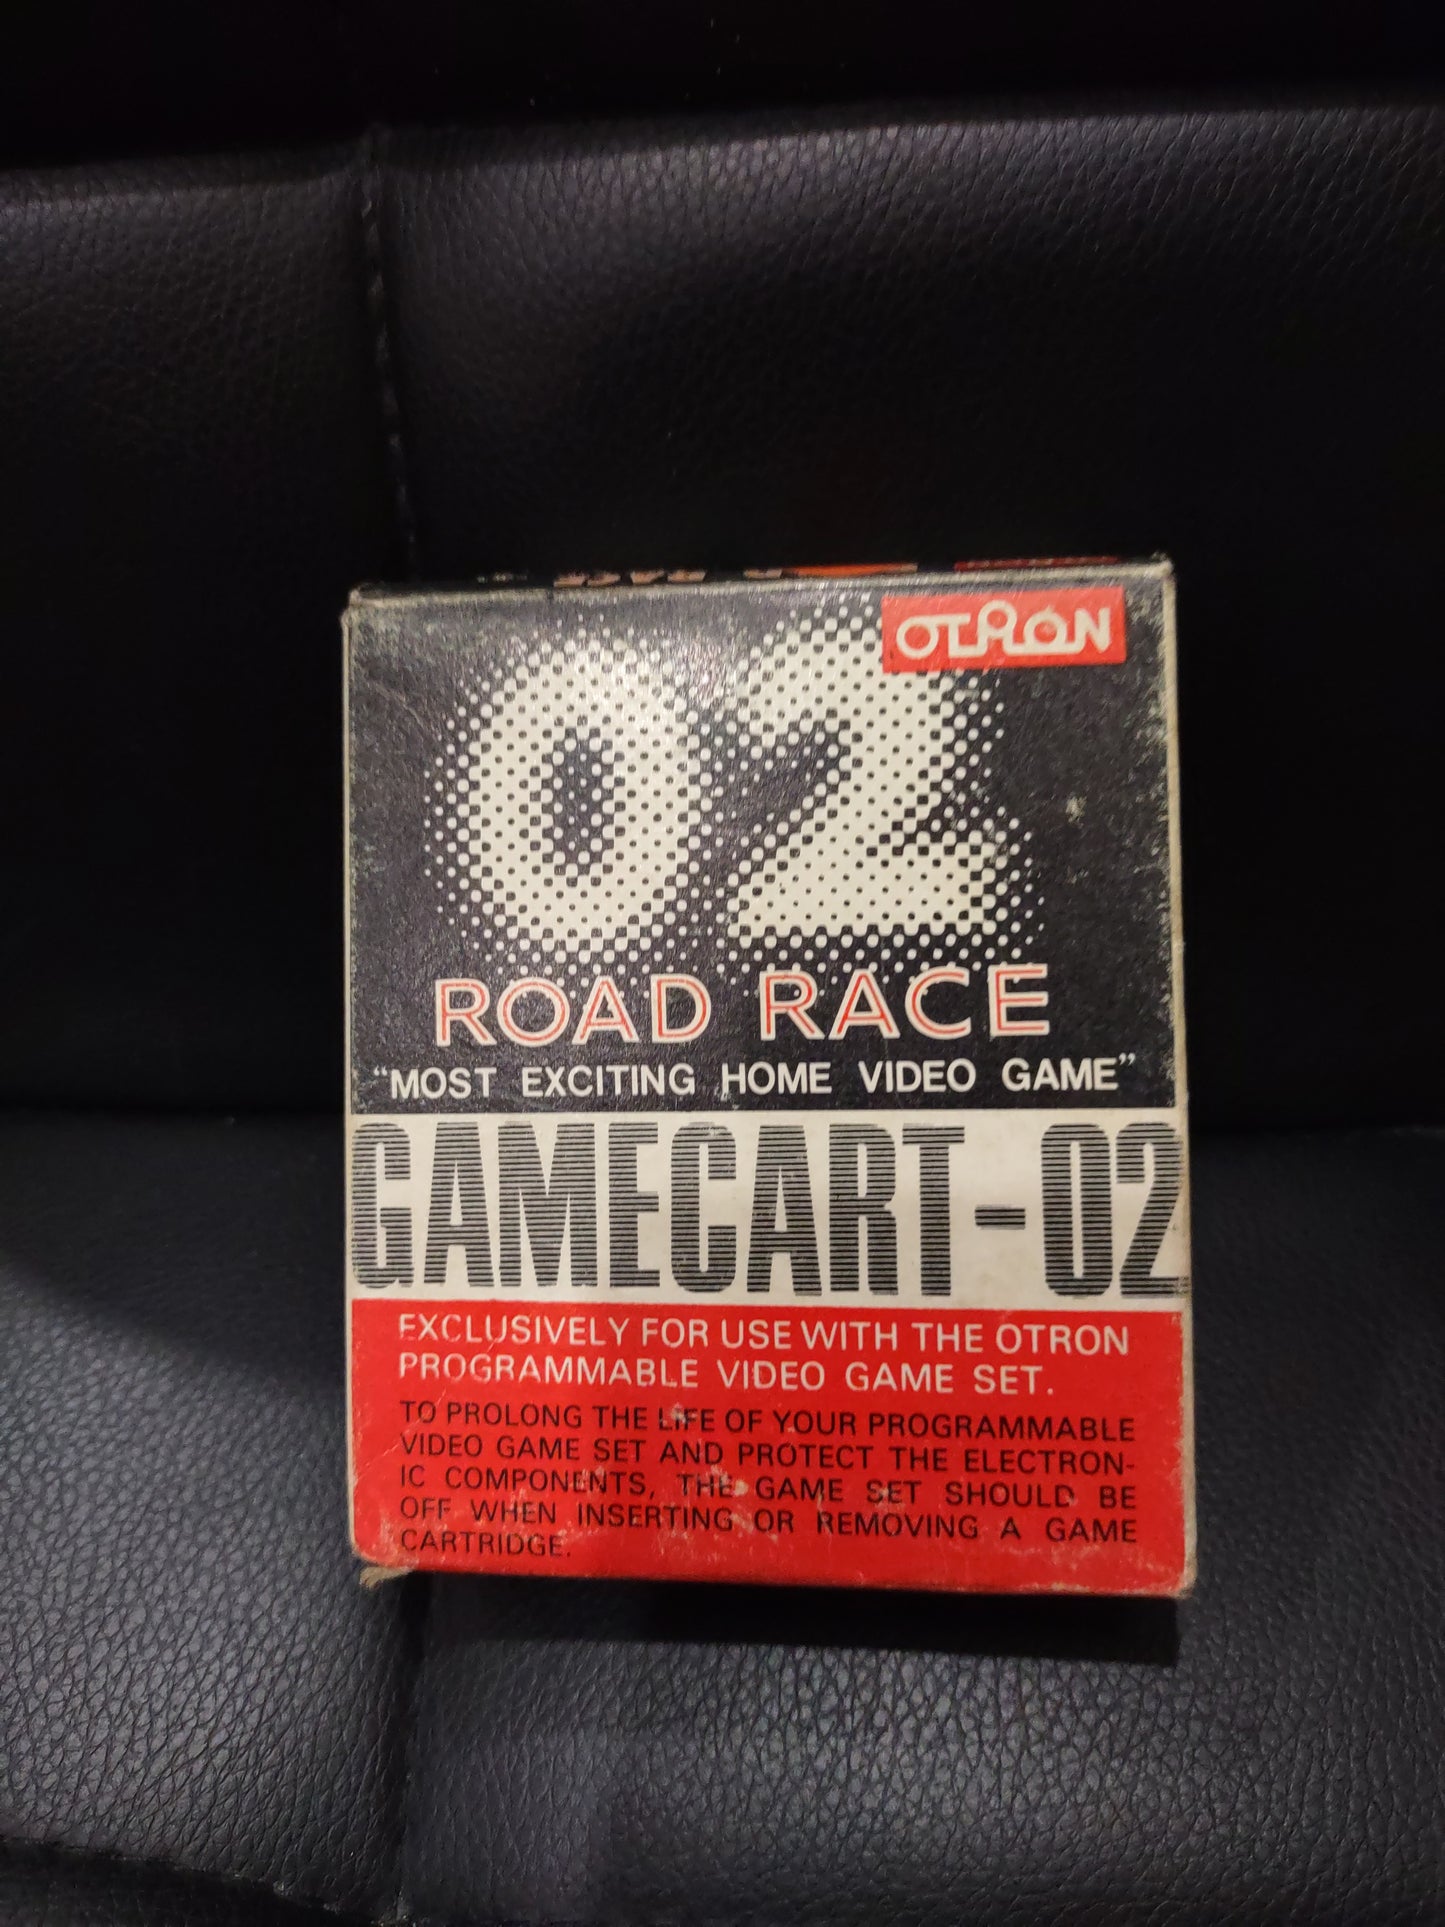 OTRON
02
ROAD RACE
"MOST EXCITING HOME VIDEO GAME"
GAMECART-02
EXCLUSIVELY FOR USE WITH THE OTRON
PROGRAMMABLE VIDEO GAME SET.
TO PROLONG THE LIFE OF YOUR PROGRAMMABLE
VIDEO GAME SET AND PROTECT THE ELECTRON-
IC COMPONENTS, THE GAME SET SHOULD BE
OFF WHEN INSERTING OR REMOVING A GAME
CARTRIDGE.